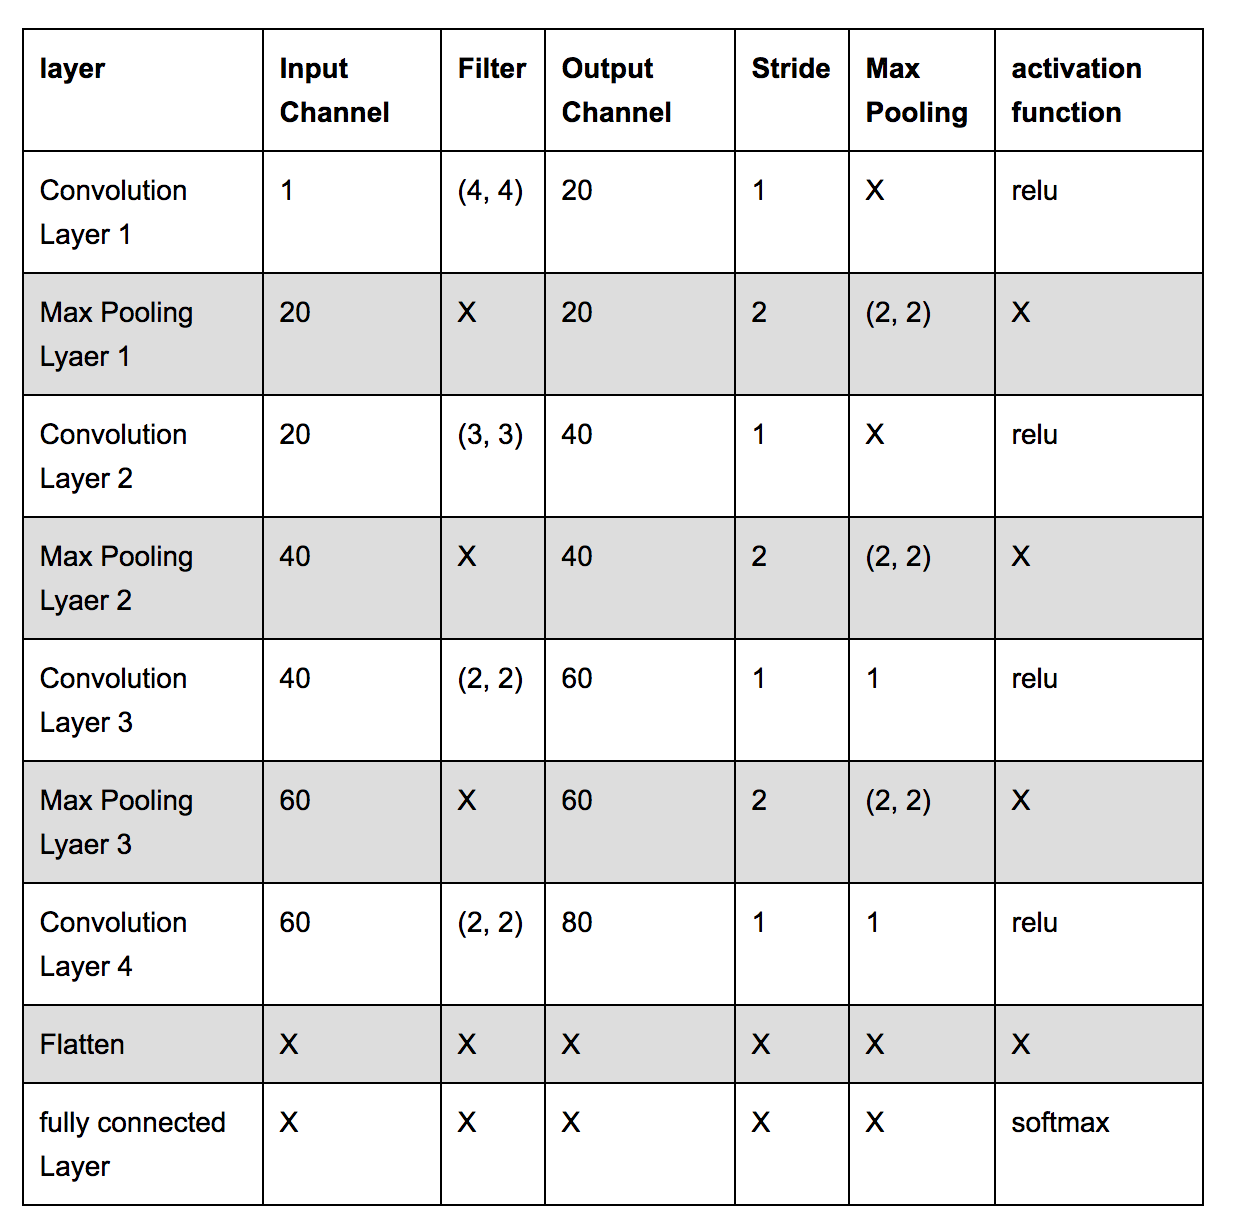 layer Input Channel Filter Output Channel Stride Max Pooling activation function
Convolution Layer 1 1 (4, 4) 20 1 X relu
Max Pooling Lyaer 1 20 X 20 2 (2, 2) X
Convolution Layer 2 20 (3, 3) 40 1 X relu
Max Pooling Lyaer 2 40 X 40 2 (2, 2) X
Convolution Layer 3 40 (2, 2) 60 1 1 relu
Max Pooling Lyaer 3 60 X 60 2 (2, 2) X
Convolution Layer 4 60 (2, 2) 80 1 1 relu
Flatten X X X X X X
fully connected Layer X X X X X softmax